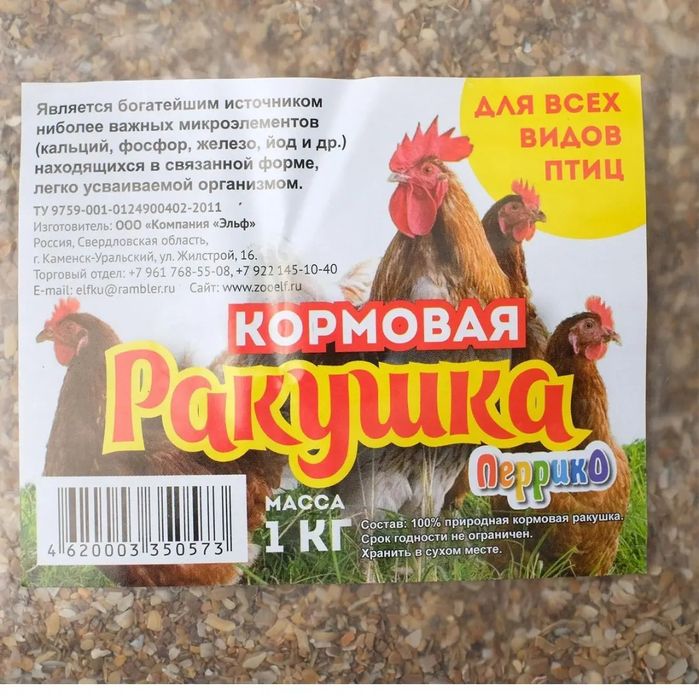 Является богатейшим источником
ниболее важных микроэлементов
(кальций, фосфор, железо, йод и др.)
находящихся в связанной форме,
легко усваиваемой организмом.
ТУ 9759-001-0124900402-2011
Изготовитель: ООО «Компания «Эльф»
Россия, Свердловская область,
г. Каменск-Уральский, ул. Жилстрой, 16.
Торговый отдел: +7 961 768-55-08, +7 922 145-10-40
E-mail: elfku@rambler.ru Сайт: www.zooelf.ru
ДЛЯ ВСЕХ
ВИДОВ
ПТИЦ
КОРМОВАЯ
Ракушка
Перрико
МАССА
1 КГ
Состав: 100% природная кормовая ракушка.
Срок годности не ограничен.
Хранить в сухом месте.
4 620003 350573